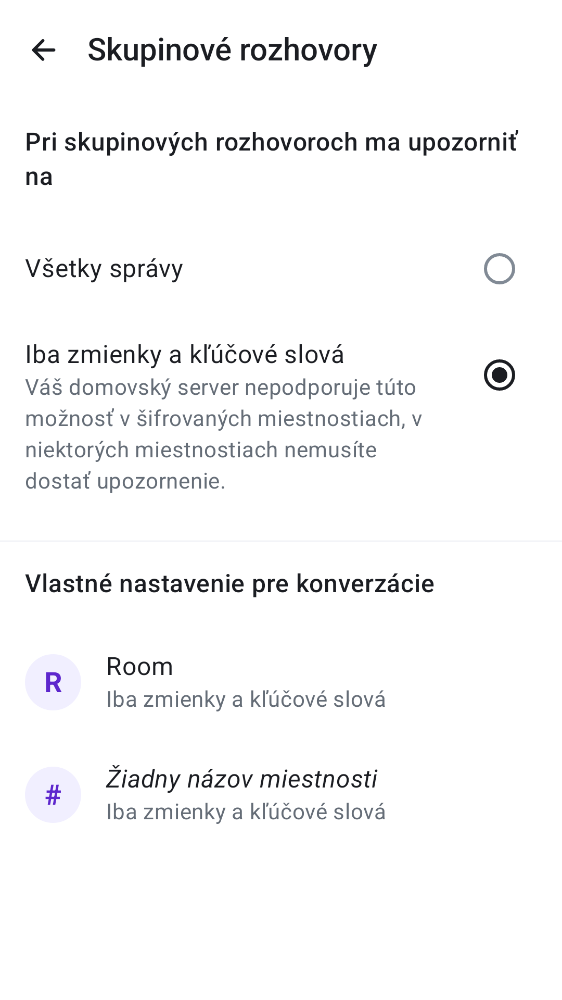 Skupinové rozhovory
Pri skupinových rozhovoroch ma upozorniť
na
Všetky správy
Iba zmienky a kľúčové slová
Váš domovský server nepodporuje túto
možnosť v šifrovaných miestnostiach, v
niektorých miestnostiach nemusíte
dostať upozornenie.
Vlastné nastavenie pre konverzácie
R
Room
Iba zmienky a kľúčové slová
#
Žiadny názov miestnosti
Iba zmienky a kľúčové slová